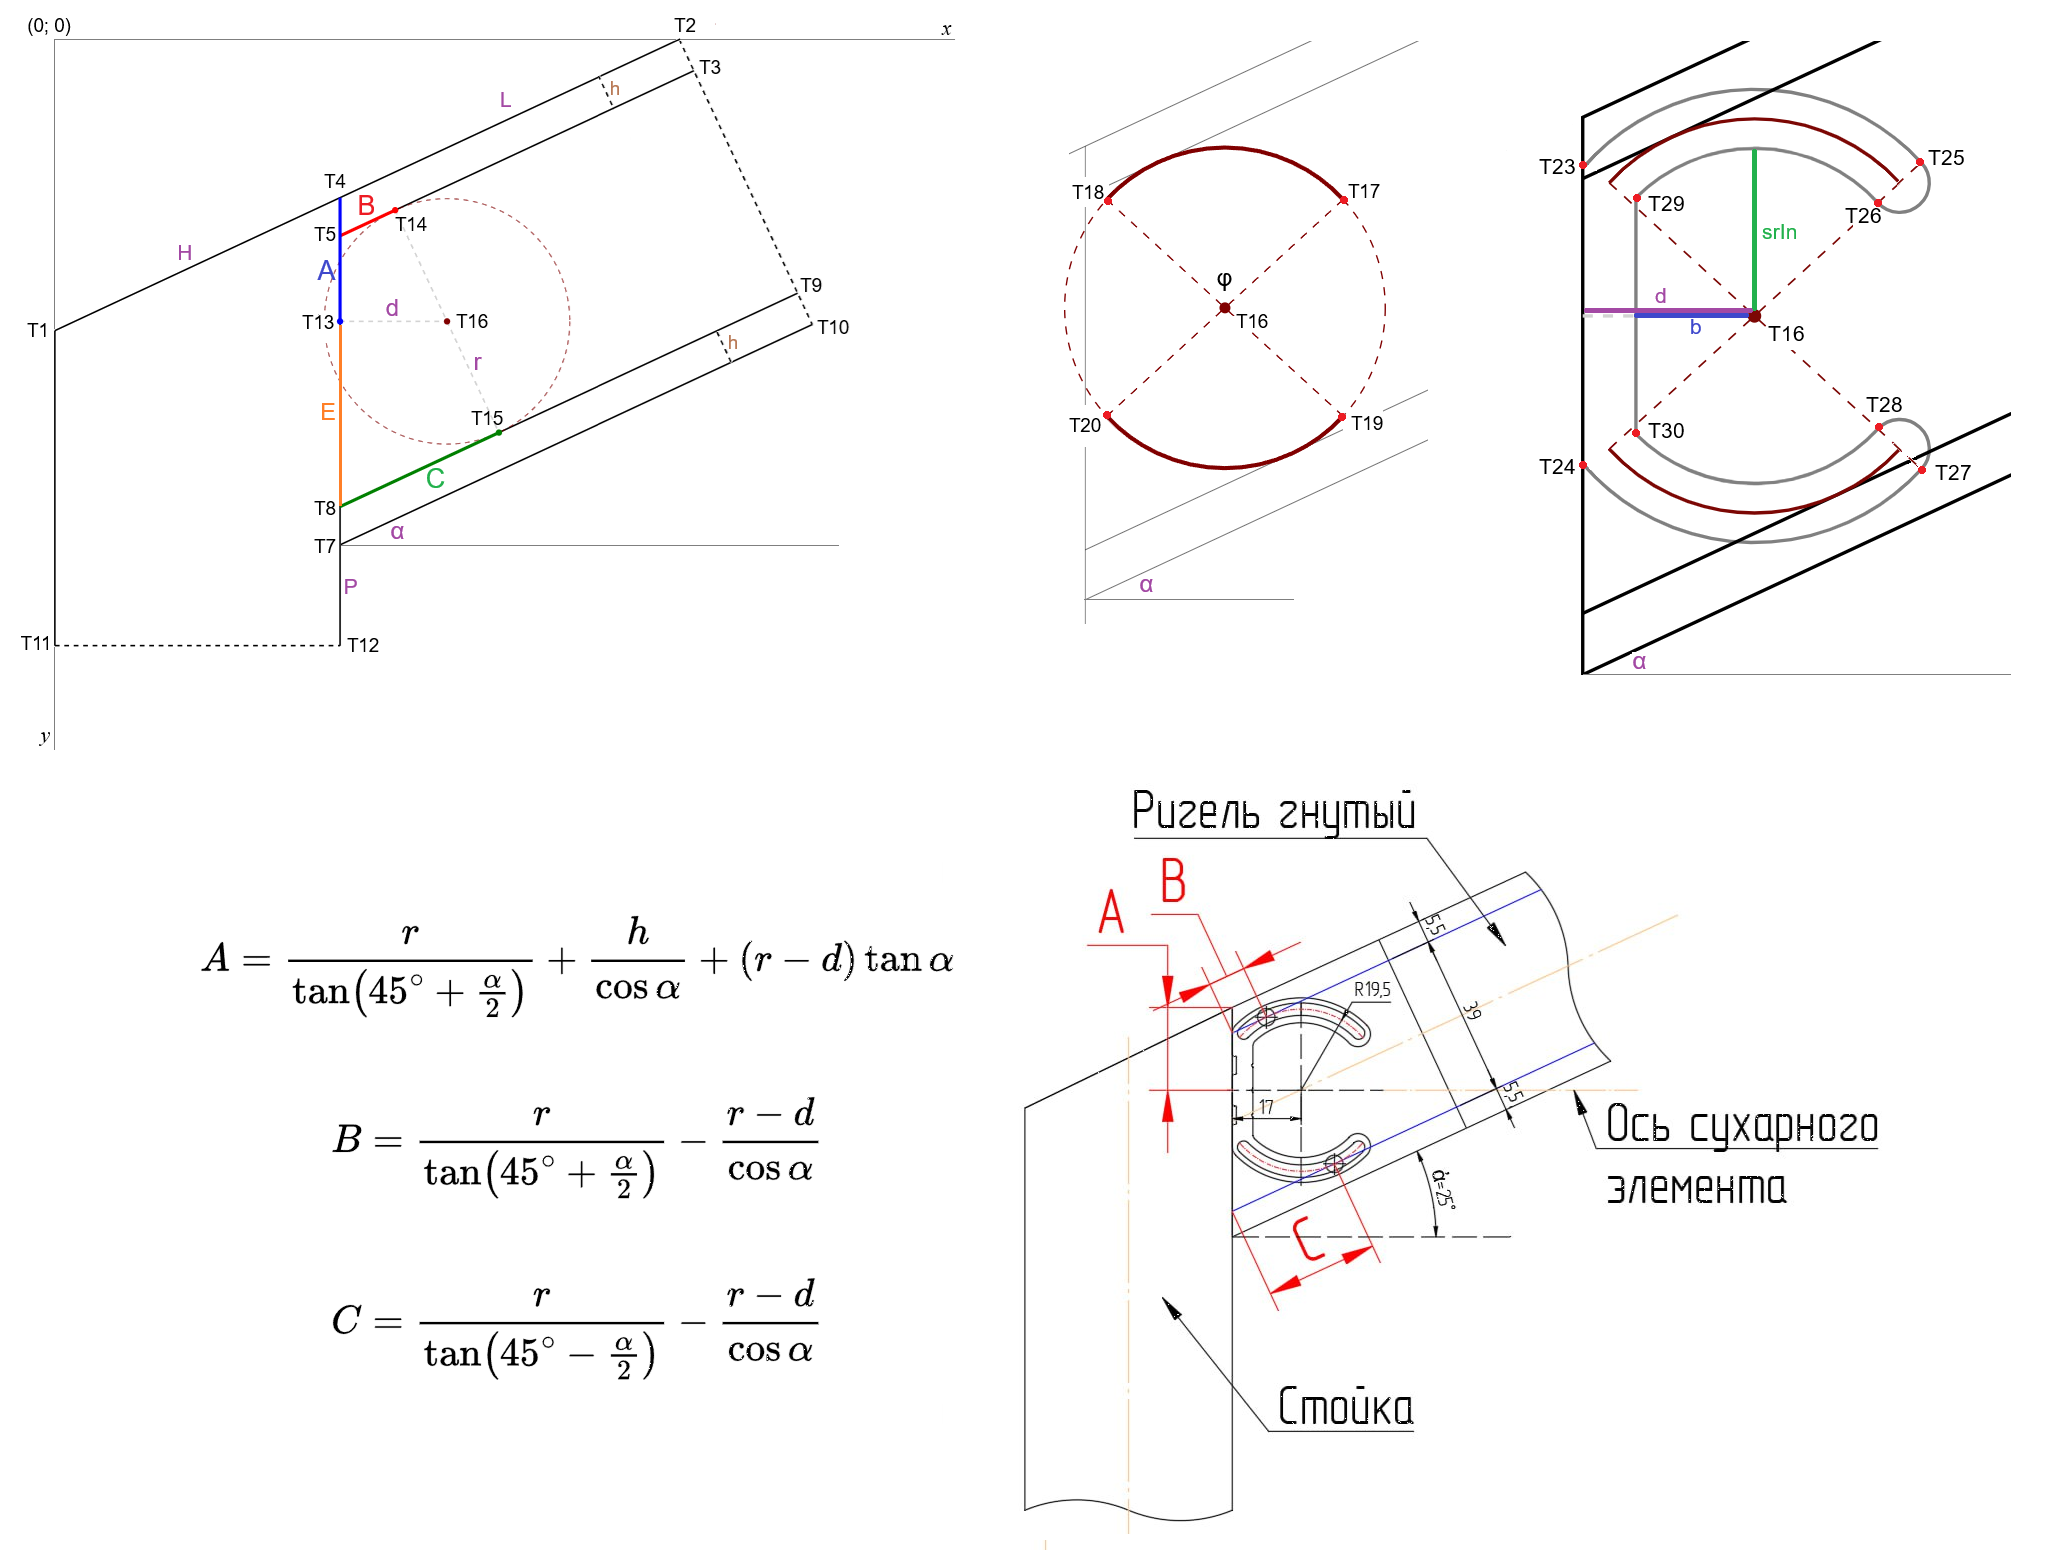 (0; 0)
T2
x
T3
h
L
T4
B
T5
T14
H
A
d
T9
T1
T13
T16
T10
h
r
E
T15
C
T8
α
T7
P
T11
T12
y
T18
T17
φ
T16
T20
T19
α
T23
T25
T29
T26
srIn
d
b
T16
T28
T30
T24
T27
α
A = r / tan(45° + α/2) + h / cos α + (r − d) tan α
B = r / tan(45° + α/2) − (r − d) / cos α
C = r / tan(45° − α/2) − (r − d) / cos α
Ригель гнутый
B
A
5,5
R19,5
39
17
5,5
Ось сухарного
элемента
α=25°
C
Стойка